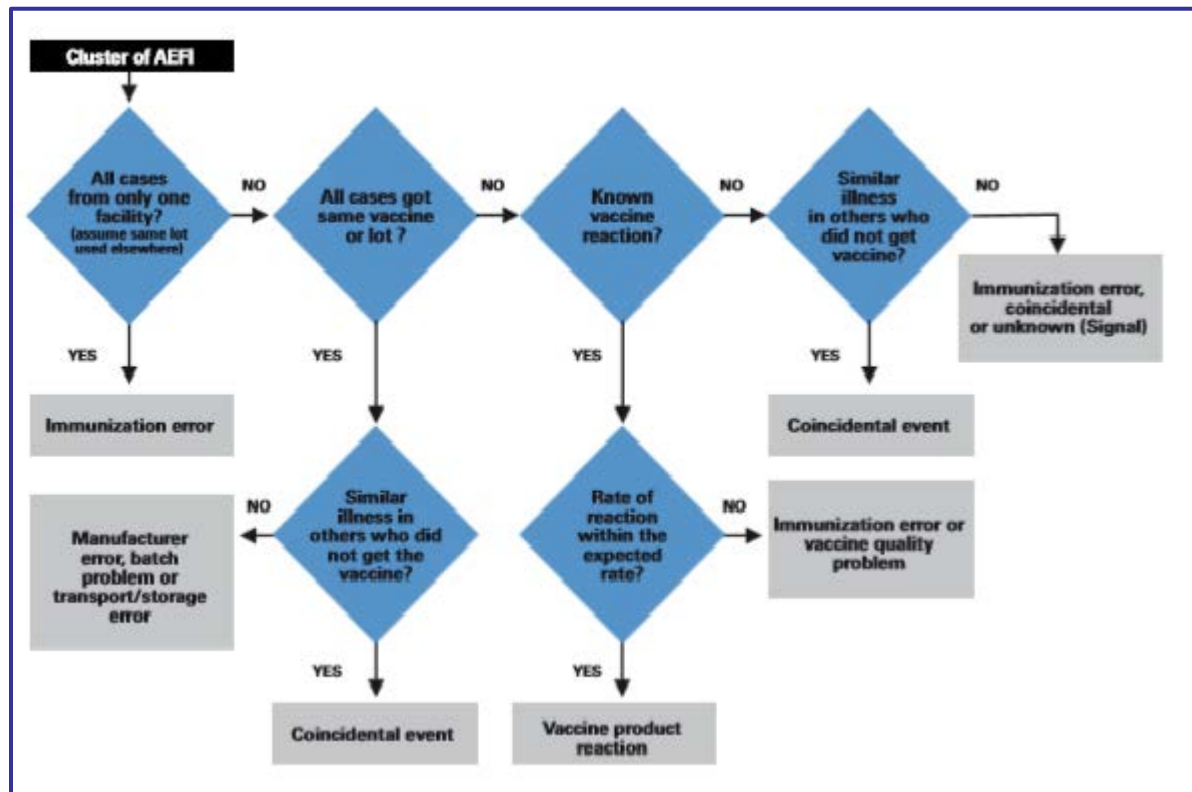 Cluster of AEFI
All cases
from only one
facility?
(assume same lot
used elsewhere)
NO
YES
Immunization error
All cases got
same vaccine
or lot ?
NO
YES
Similar
illness in
others who did
not get the
vaccine?
NO
Manufacturer
error, batch
problem or
transport/storage
error
YES
Coincidental event
Known
vaccine
reaction?
NO
YES
Rate of
reaction
within the
expected
rate?
NO
Immunization error or
vaccine quality
problem
YES
Vaccine product
reaction
Similar
illness
in others who
did not get
vaccine?
NO
Immunization error,
coincidental
or unknown (Signal)
YES
Coincidental event